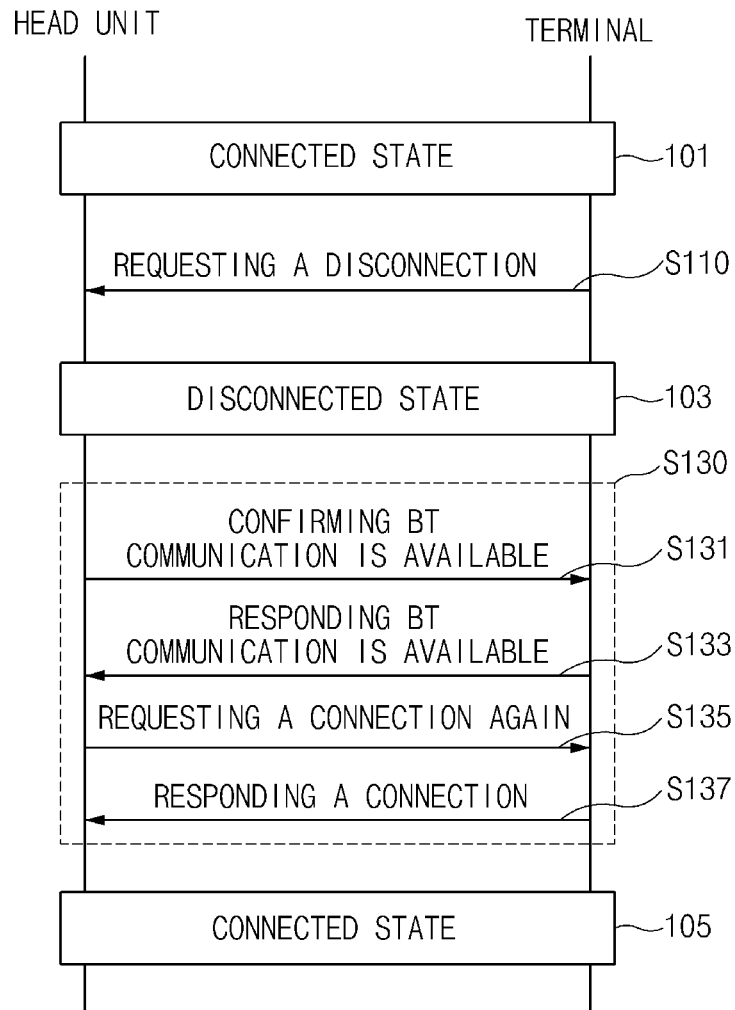 HEAD UNIT
TERMINAL
CONNECTED STATE
101
REQUESTING A DISCONNECTION
S110
DISCONNECTED STATE
103
S130
CONFIRMING BT
COMMUNICATION IS AVAILABLE
S131
RESPONDING BT
COMMUNICATION IS AVAILABLE
S133
REQUESTING A CONNECTION AGAIN
S135
RESPONDING A CONNECTION
S137
CONNECTED STATE
105